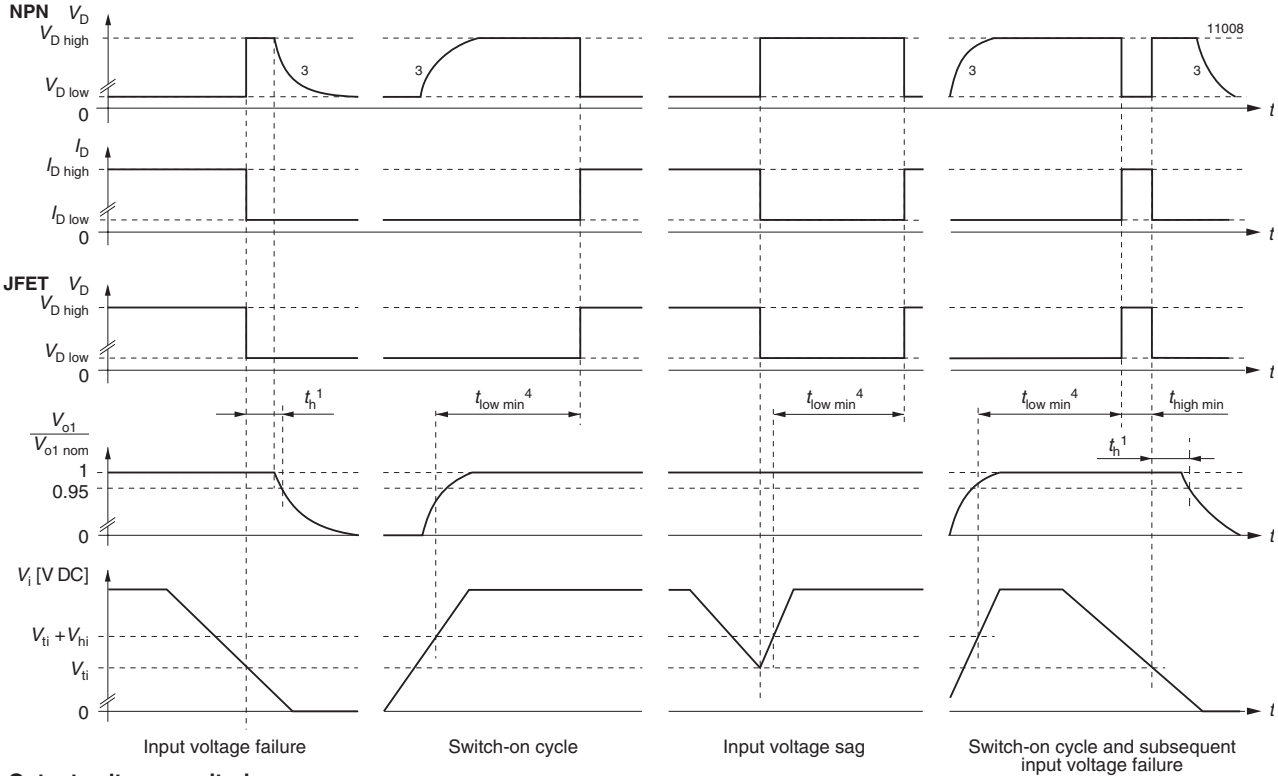 NPN V_D
11008
V_D high
3 3 3 3
V_D low
0
t
I_D
I_D high
I_D low
0
t
JFET V_D
V_D high
V_D low
0
t
t_h^1 t_low min^4 t_low min^4 t_low min^4 t_high min
V_o1
V_o1 nom
t_h^1
1
0.95
0
t
V_i [V DC]
V_ti + V_hi
V_ti
0
t
Input voltage failure Switch-on cycle Input voltage sag Switch-on cycle and subsequent
input voltage failure